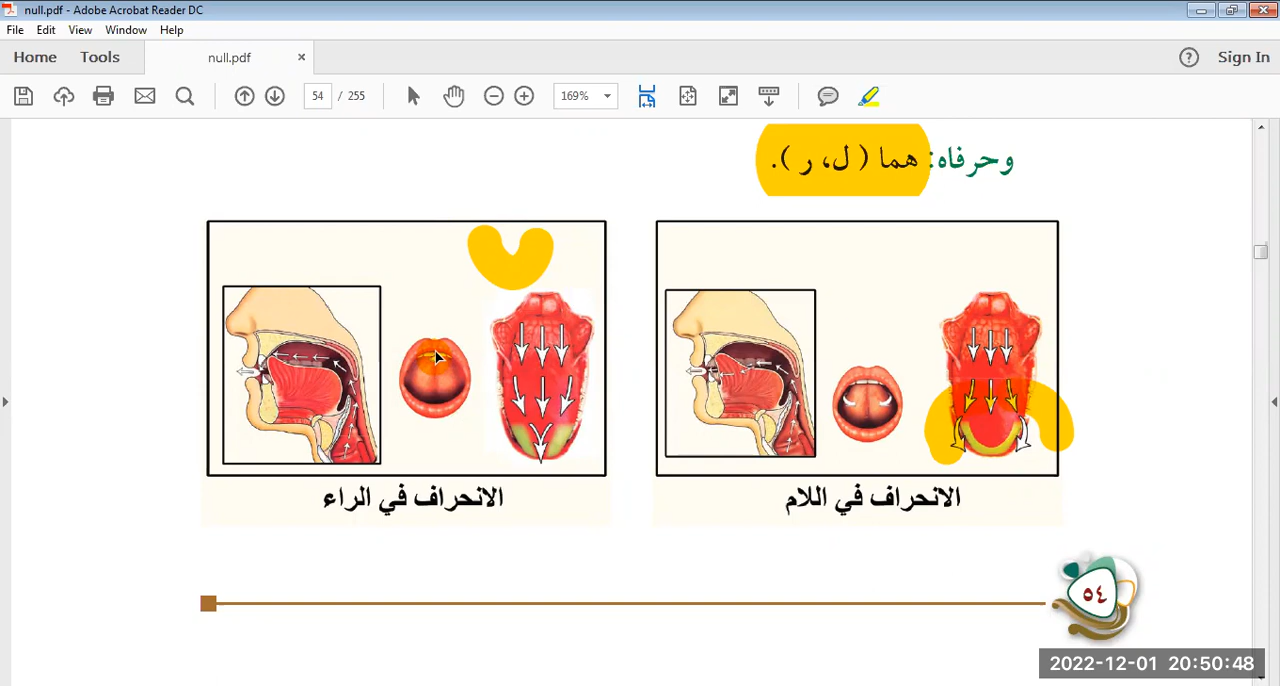 null.pdf - Adobe Acrobat Reader DC
File Edit View Window Help
Home Tools null.pdf × ? Sign In
54 / 255 169%
وحرفاه: هما ( ل، ر ).
الانحراف في اللام
الانحراف في الراء
٥٤
2022-12-01 20:50:48